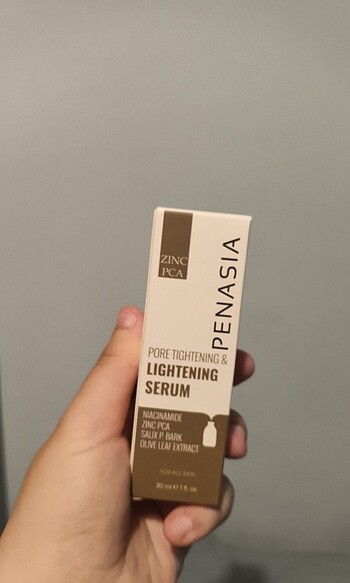 ZINC
PCA
PENASIA
PORE TIGHTENING &
LIGHTENING
SERUM
NIACINAMIDE
ZINC PCA
SALIX P. BARK
OLIVE LEAF EXTRACT
FOR ALL SKIN
30 ml e 1 fl. oz.